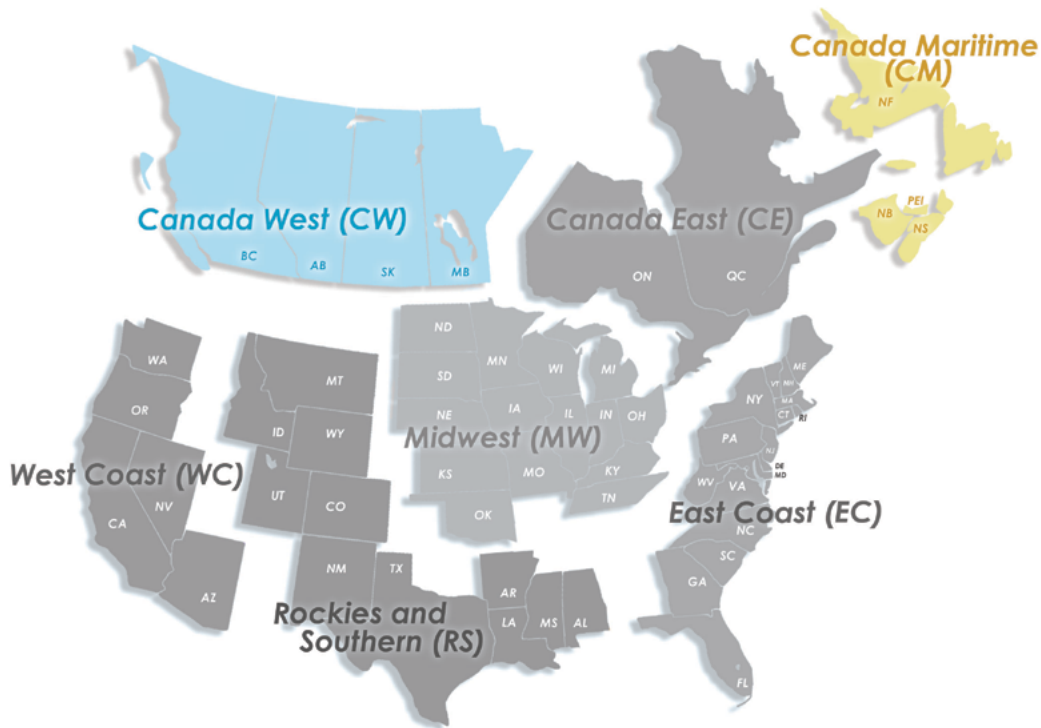 Canada Maritime
(CM)
NF
PEI
NB
NS
Canada West (CW)
BC
AB
SK
MB
Canada East (CE)
ON
QC
WA
OR
West Coast (WC)
CA
NV
AZ
MT
ID
WY
UT
CO
NM
TX
AR
LA
MS
AL
Rockies and
Southern (RS)
ND
MN
WI
MI
SD
NE
IA
IL
IN
OH
Midwest (MW)
KS
MO
KY
TN
OK
ME
VT
NH
NY
MA
CT
RI
PA
NJ
DE
MD
WV
VA
East Coast (EC)
NC
SC
GA
FL